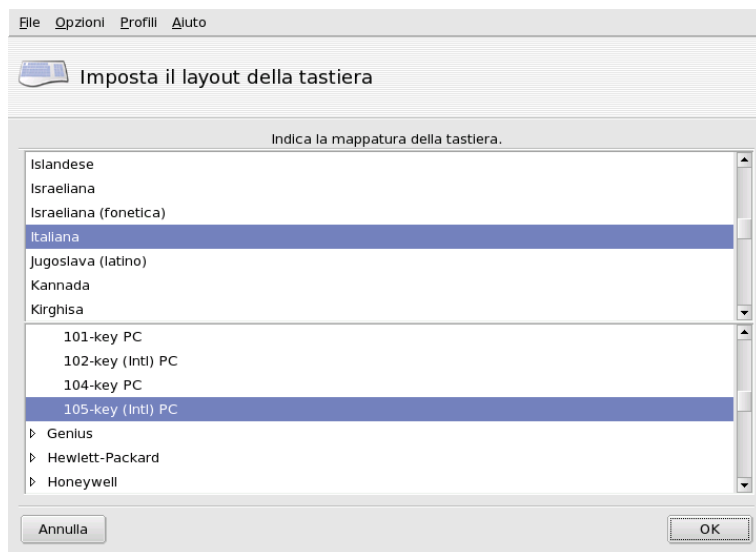 File Opzioni Profili Aiuto
Imposta il layout della tastiera
Indica la mappatura della tastiera.
Islandese
Israeliana
Israeliana (fonetica)
Italiana
Jugoslava (latino)
Kannada
Kirghisa
101-key PC
102-key (Intl) PC
104-key PC
105-key (Intl) PC
Genius
Hewlett-Packard
Honeywell
Annulla OK